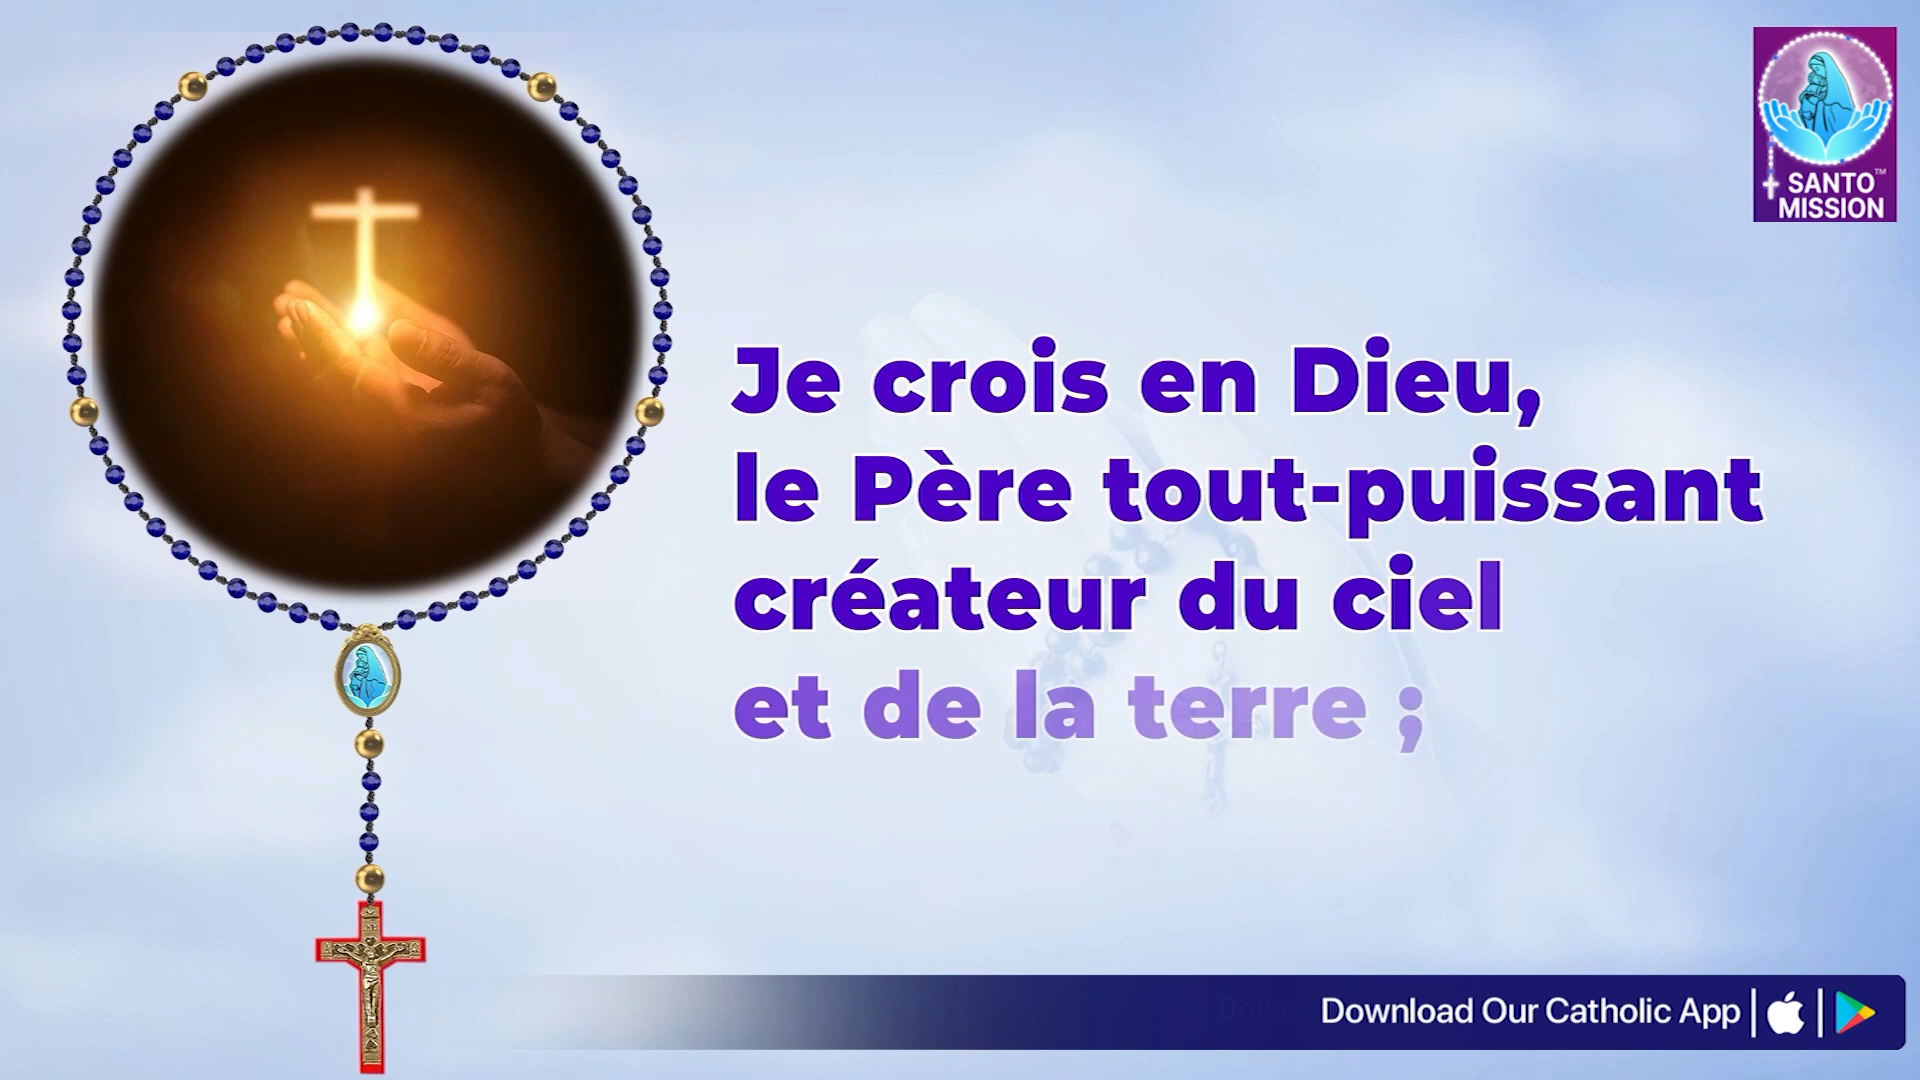 SANTO™
MISSION
Je crois en Dieu,
le Père tout-puissant
créateur du ciel
et de la terre ;
Download Our Catholic App